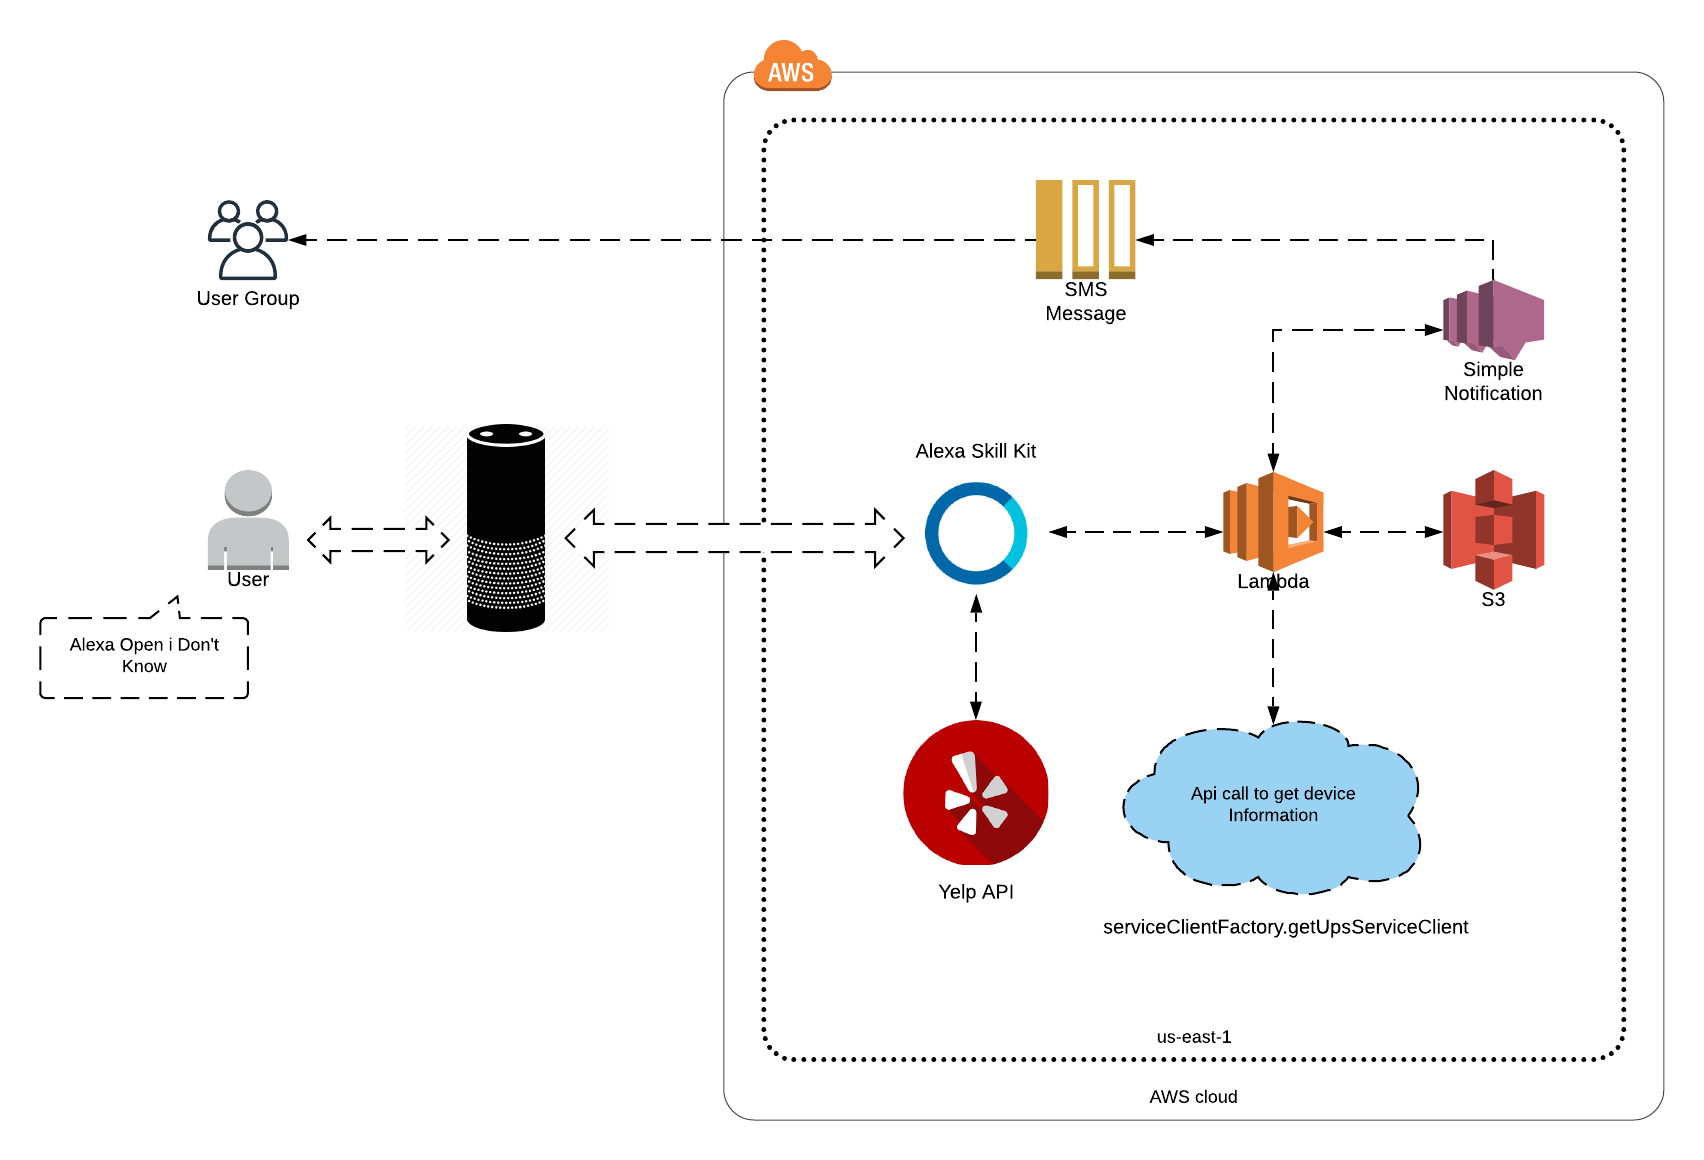 AWS
User Group
SMS
Message
Simple
Notification
Alexa Skill Kit
User
Lambda
S3
Alexa Open i Don't
Know
Api call to get device
Information
Yelp API
serviceClientFactory.getUpsServiceClient
us-east-1
AWS cloud